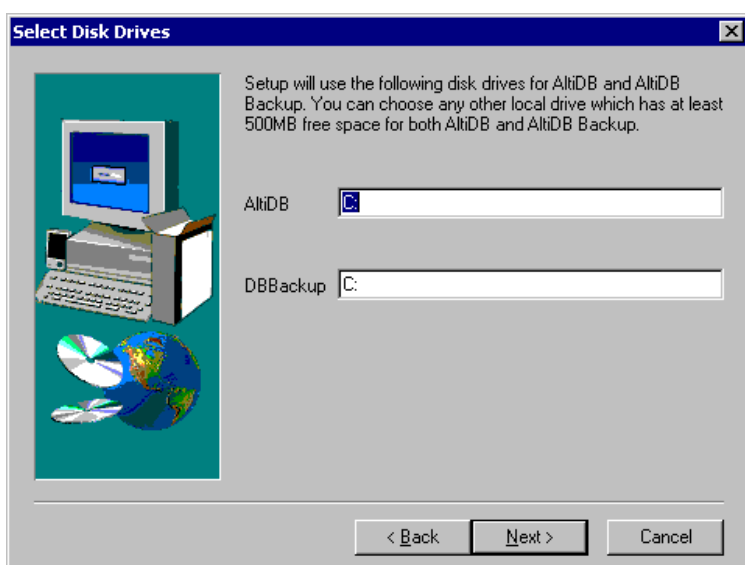 Select Disk Drives
Setup will use the following disk drives for AltiDB and AltiDB
Backup. You can choose any other local drive which has at least
500MB free space for both AltiDB and AltiDB Backup.
AltiDB C:
DBBackup C:
< Back Next > Cancel